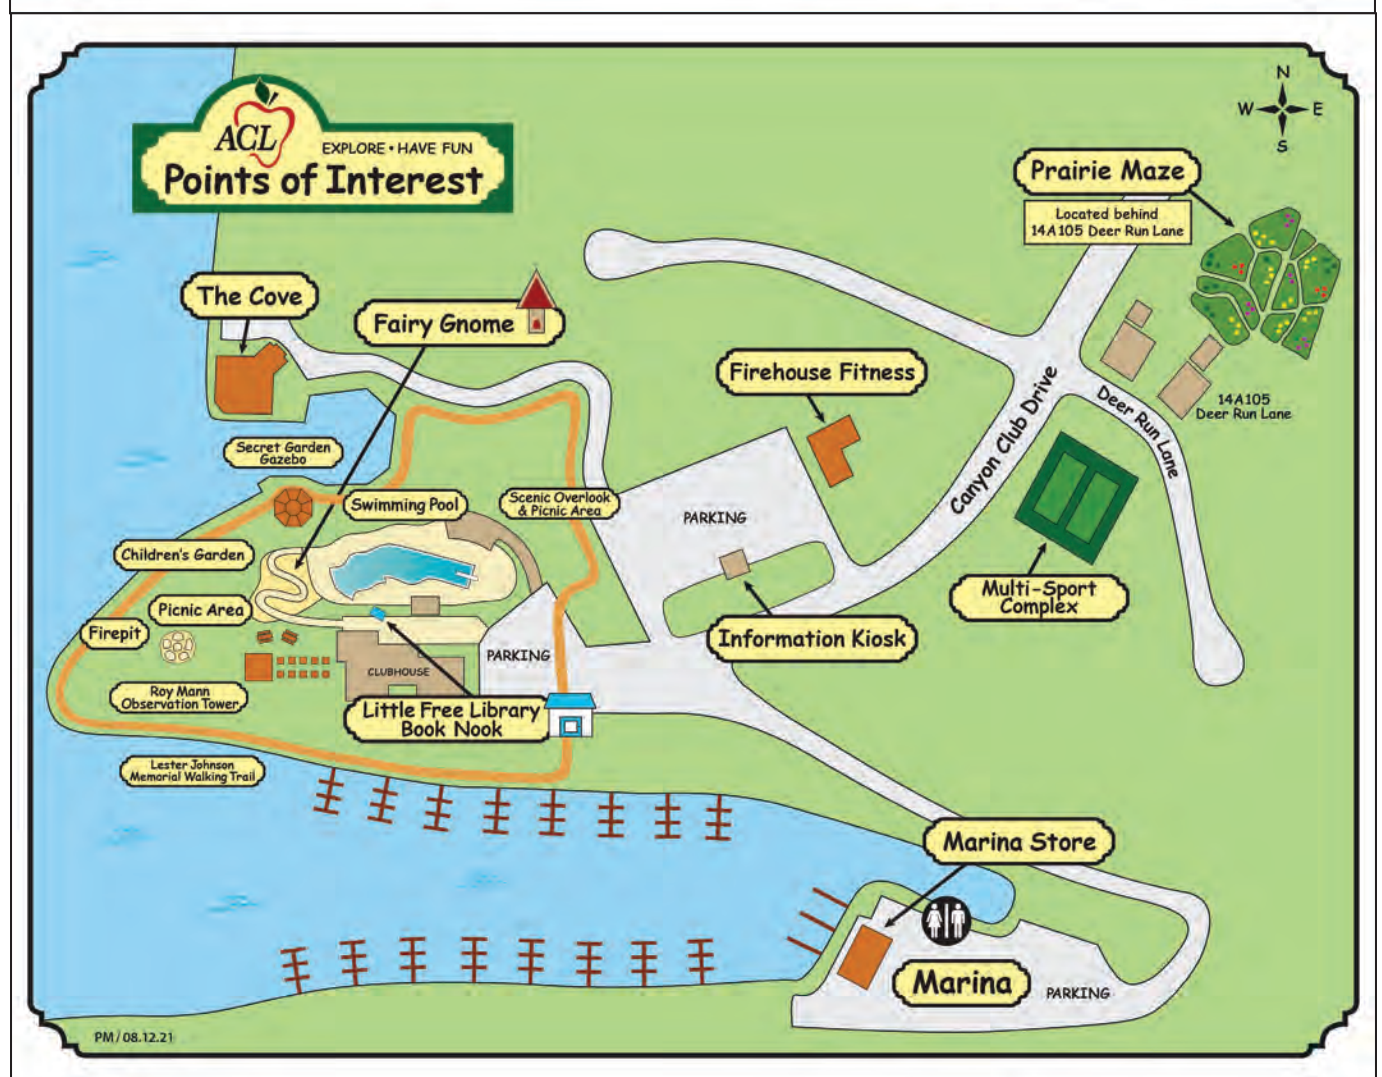 ACL
EXPLORE • HAVE FUN
Points of Interest
N
W E
S
Prairie Maze
Located behind
14A105 Deer Run Lane
The Cove
Fairy Gnome
Firehouse Fitness
14A105
Deer Run Lane
Canyon Club Drive
Deer Run Lane
Secret Garden
Gazebo
Swimming Pool
Scenic Overlook
& Picnic Area
PARKING
Children's Garden
Picnic Area
Firepit
Multi-Sport
Complex
Information Kiosk
PARKING
CLUBHOUSE
Roy Mann
Observation Tower
Little Free Library
Book Nook
Lester Johnson
Memorial Walking Trail
Marina Store
Marina
PARKING
PM/08.12.21